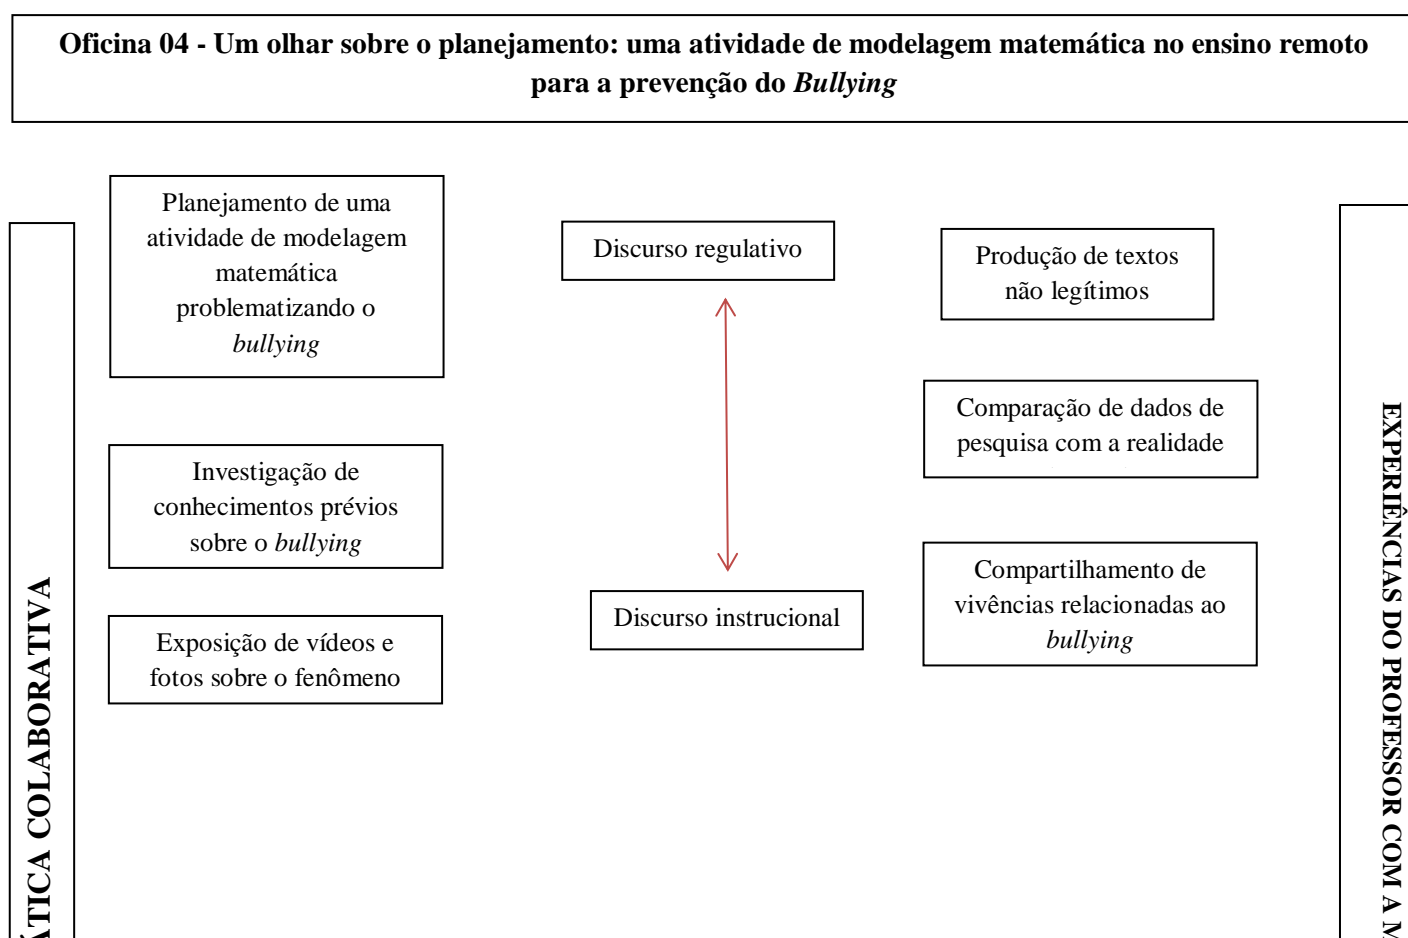 Oficina 04 - Um olhar sobre o planejamento: uma atividade de modelagem matemática no ensino remoto
para a prevenção do Bullying
Planejamento de uma
atividade de modelagem
matemática
problematizando o
bullying
Investigação de
conhecimentos prévios
sobre o bullying
Exposição de vídeos e
fotos sobre o fenômeno
Discurso regulativo
Discurso instrucional
Produção de textos
não legítimos
Comparação de dados de
pesquisa com a realidade
Compartilhamento de
vivências relacionadas ao
bullying
ÁTICA COLABORATIVA
EXPERIÊNCIAS DO PROFESSOR COM A M